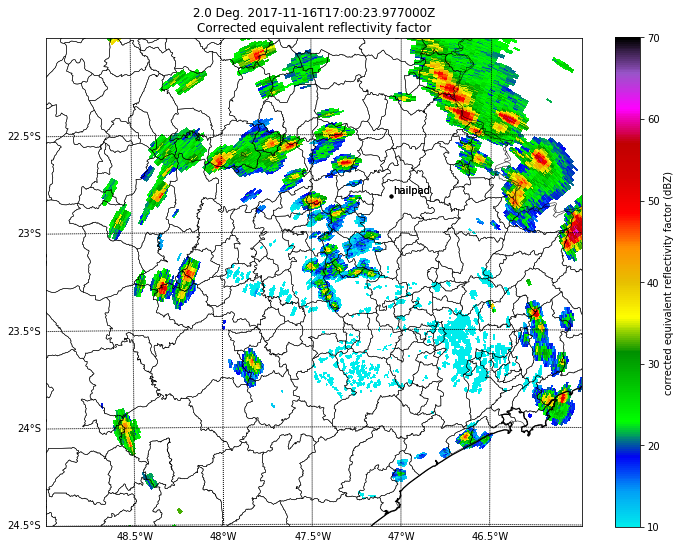 2.0 Deg. 2017-11-16T17:00:23.977000Z
Corrected equivalent reflectivity factor
hailpad
22.5°S
23°S
23.5°S
24°S
24.5°S
48.5°W
48°W
47.5°W
47°W
46.5°W
70
60
50
40
30
20
10
corrected equivalent reflectivity factor (dBZ)